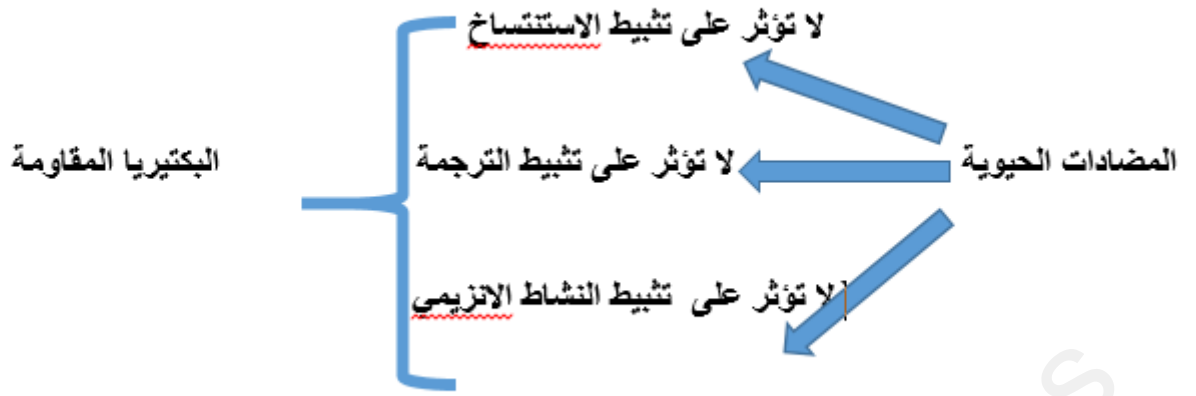 لا تؤثر على تثبيط الاستنتساخ
المضادات الحيوية
لا تؤثر على تثبيط الترجمة
البكتيريا المقاومة
لا تؤثر على تثبيط النشاط الانزيمي